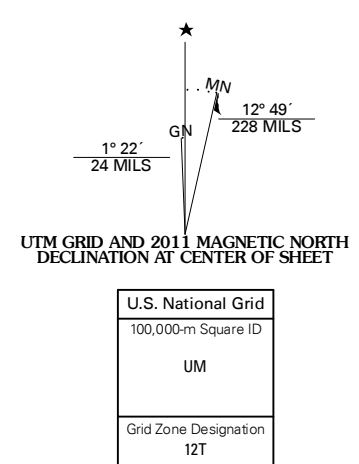 MN
12° 49´
228 MILS
GN
1° 22´
24 MILS
UTM GRID AND 2011 MAGNETIC NORTH
DECLINATION AT CENTER OF SHEET
U.S. National Grid
100,000-m Square ID
UM
Grid Zone Designation
12T